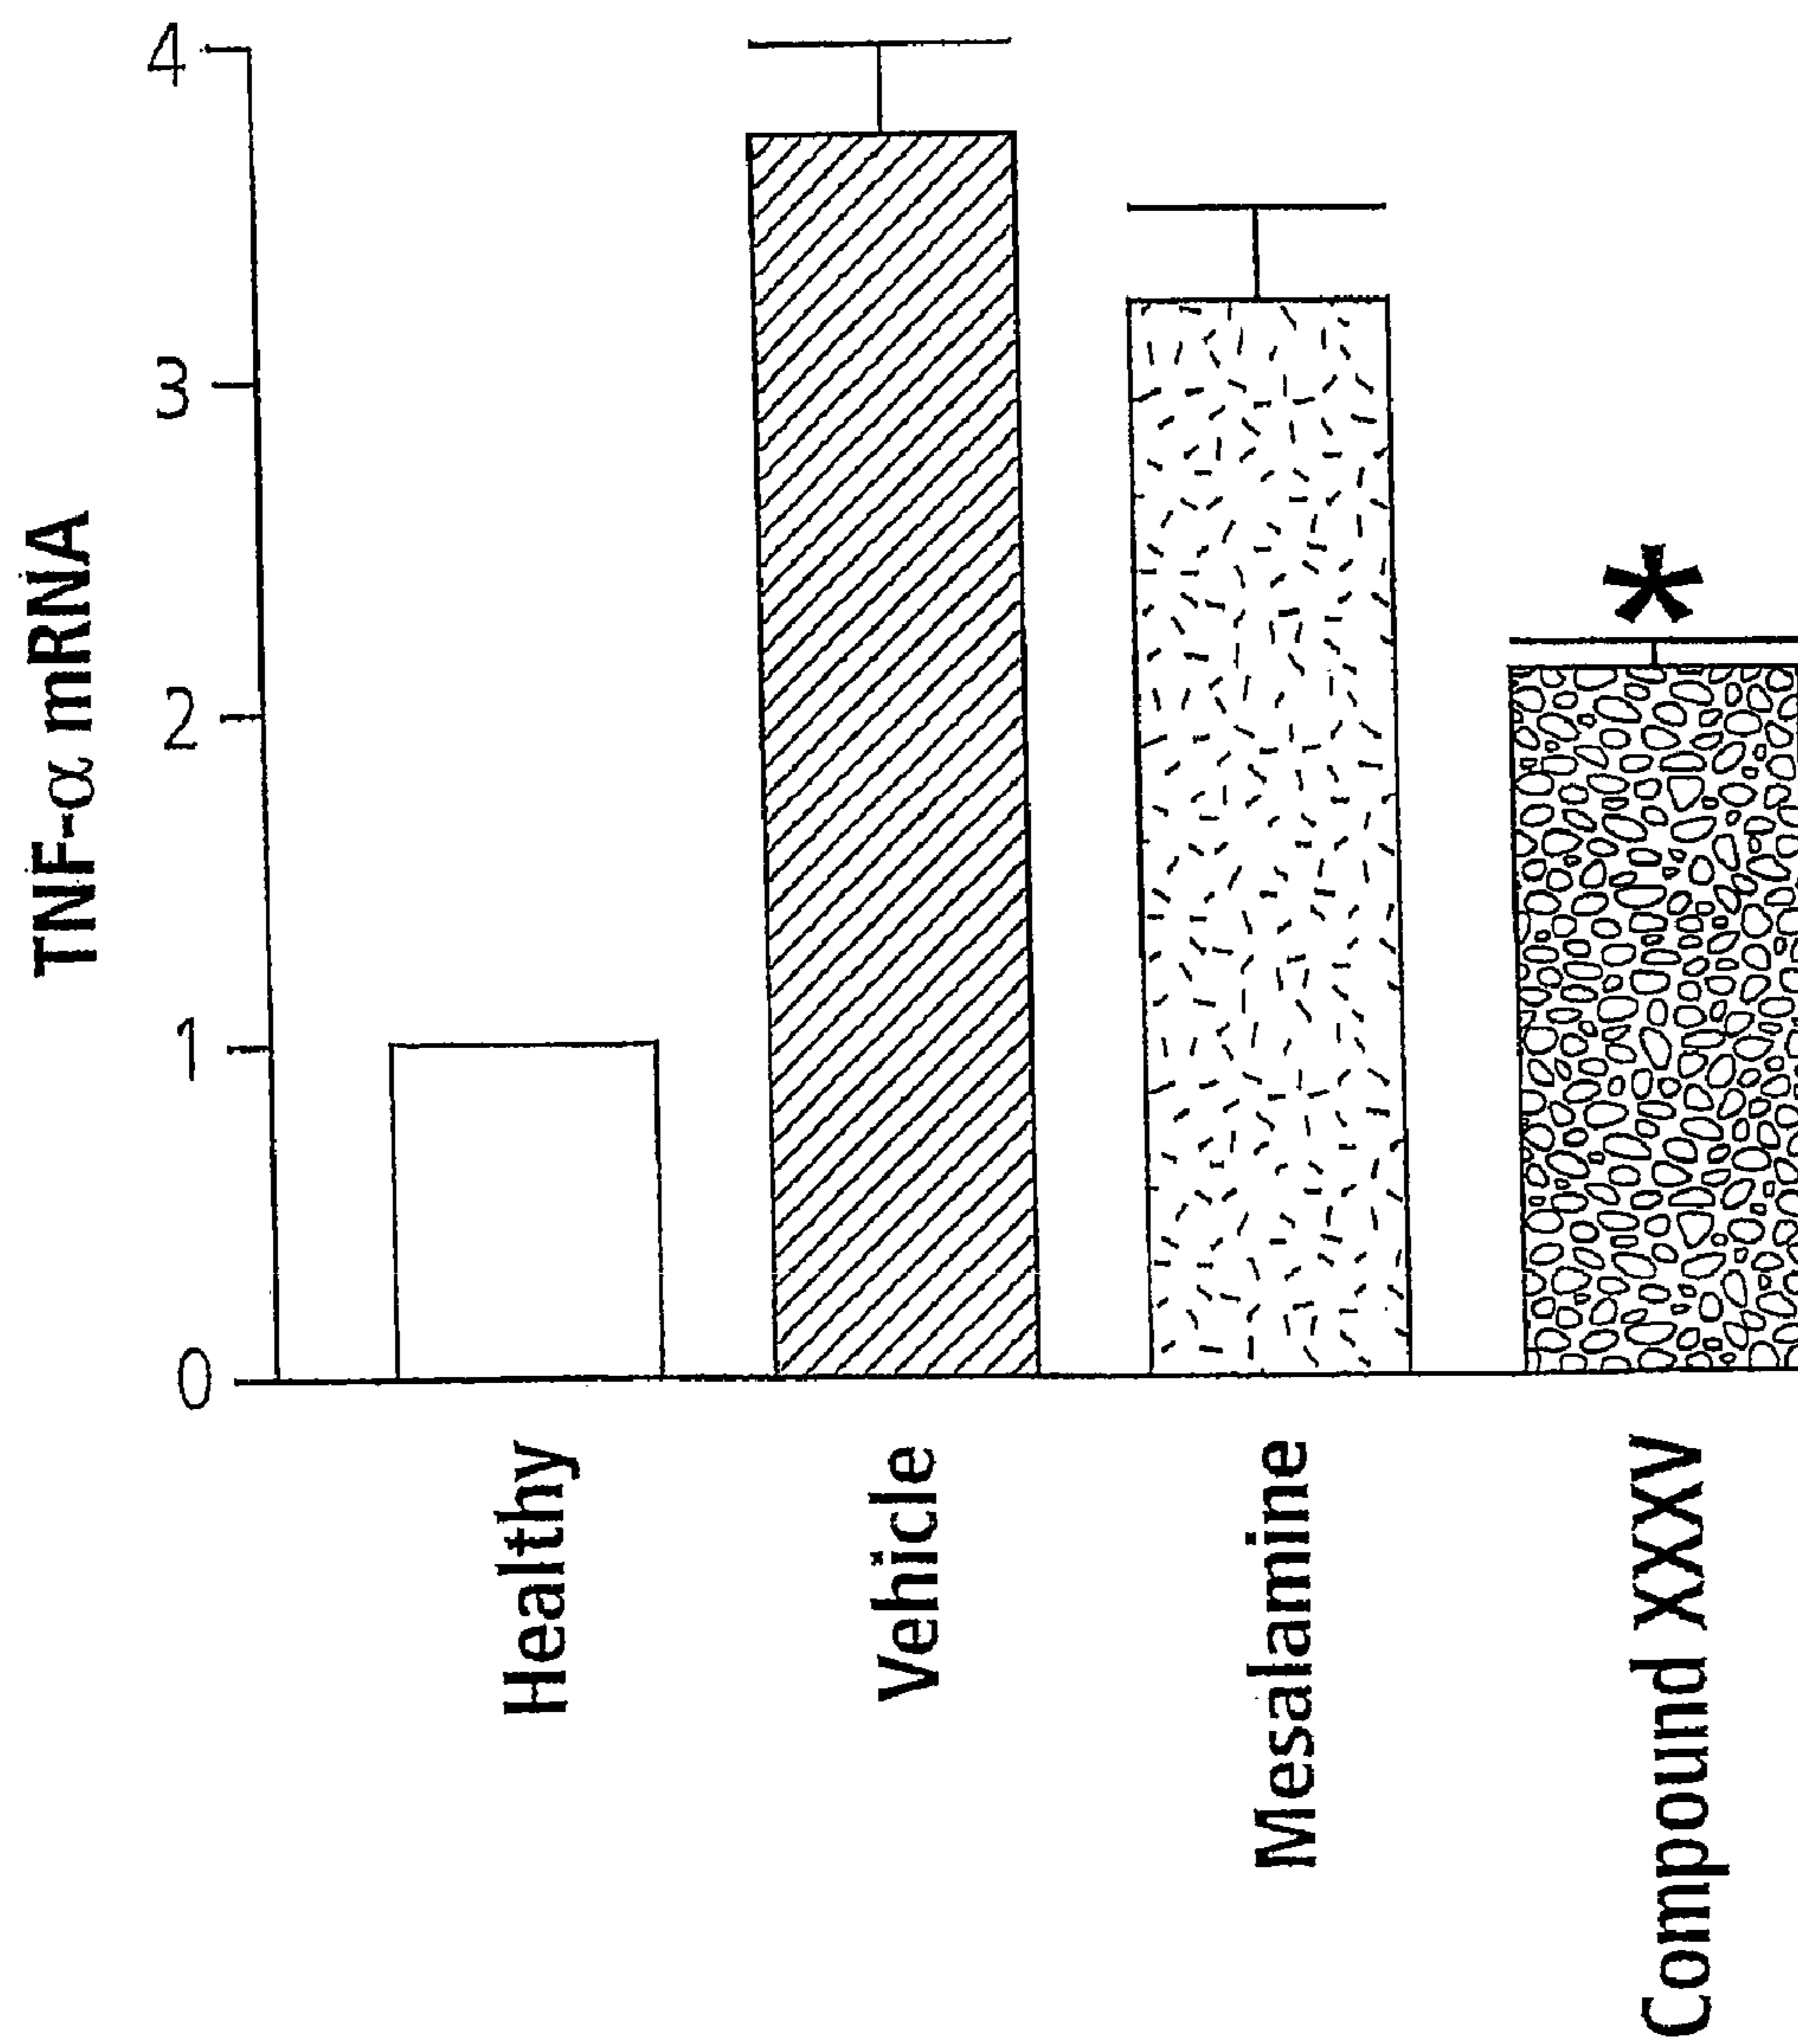 4
3
2
1
0
TNF-α mRNA
*
Healthy
Vehicle
Mesalamine
Compound XXXV